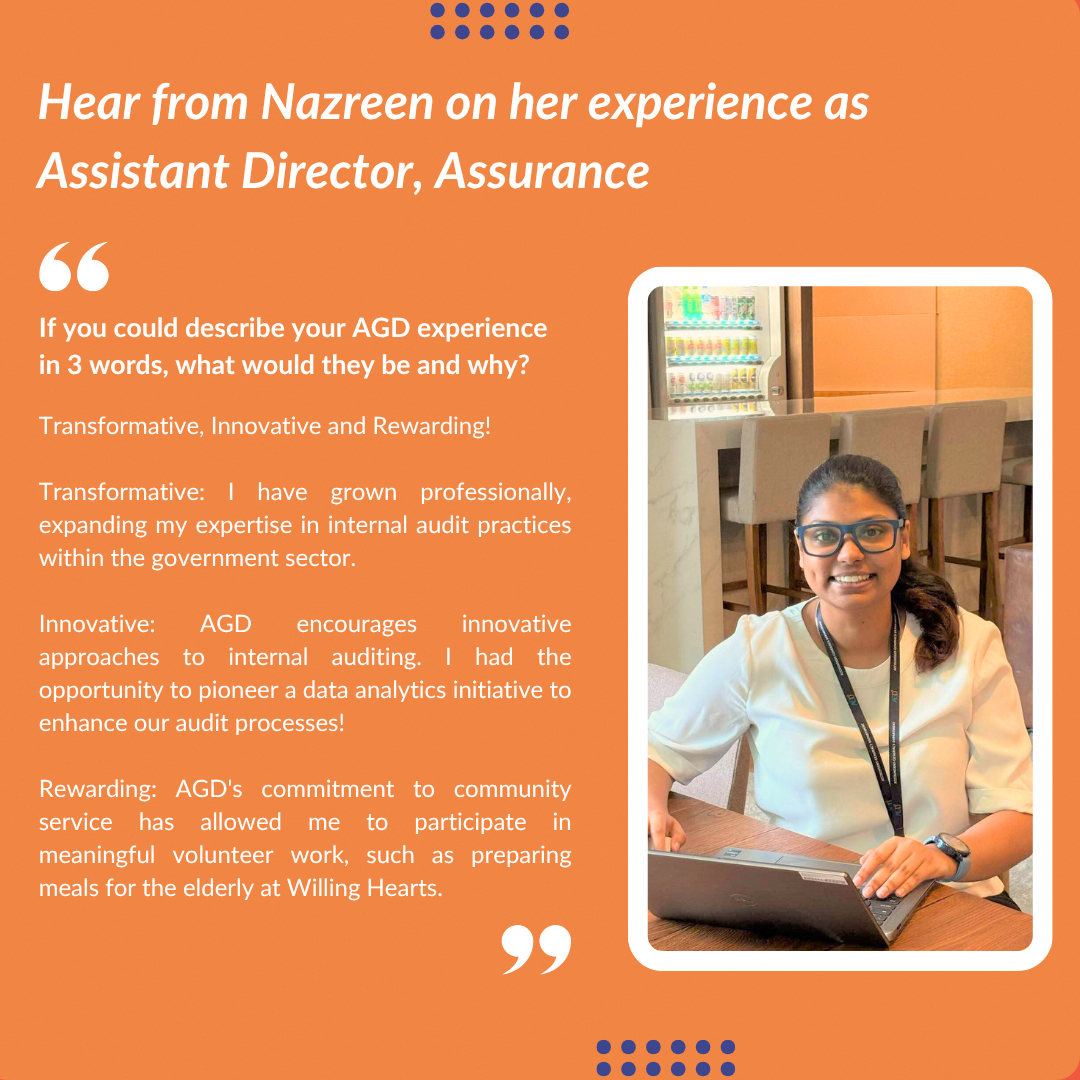 Hear from Nazreen on her experience as
Assistant Director, Assurance
“
If you could describe your AGD experience
in 3 words, what would they be and why?
Transformative, Innovative and Rewarding!
Transformative: I have grown professionally,
expanding my expertise in internal audit practices
within the government sector.
Innovative: AGD encourages innovative
approaches to internal auditing. I had the
opportunity to pioneer a data analytics initiative to
enhance our audit processes!
Rewarding: AGD's commitment to community
service has allowed me to participate in
meaningful volunteer work, such as preparing
meals for the elderly at Willing Hearts.
”